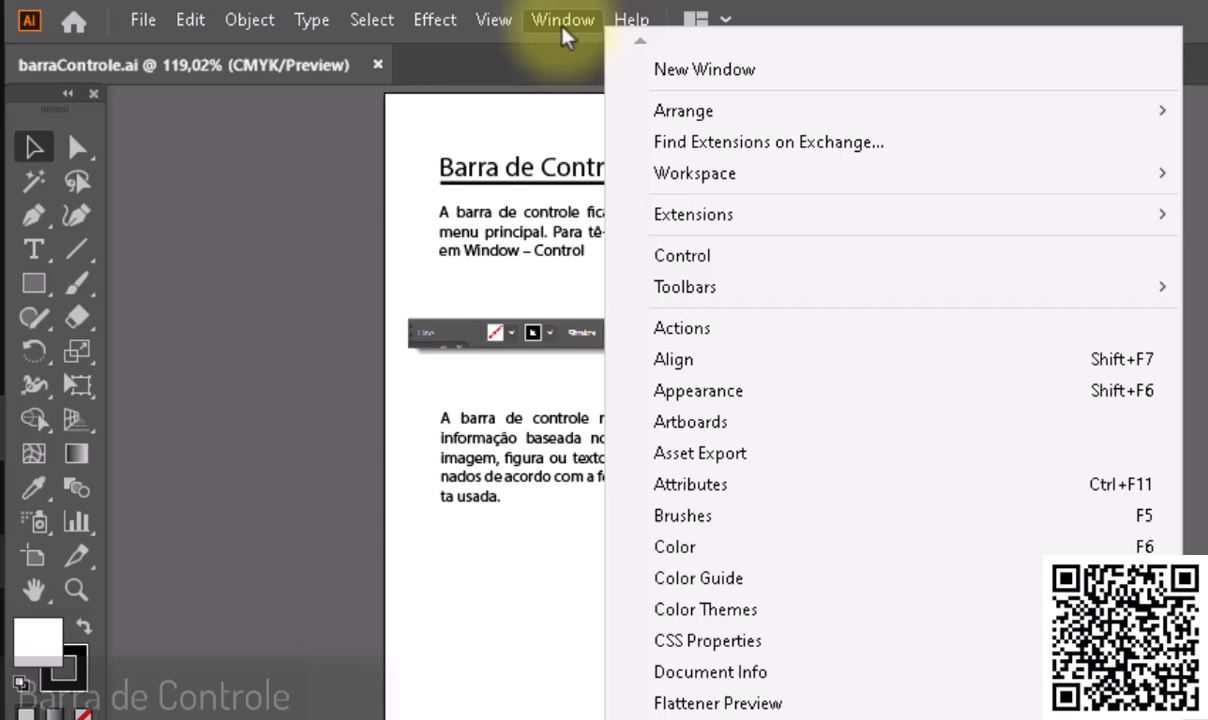 Ai
File Edit Object Type Select Effect View Window Help
barraControle.ai @ 119,02% (CMYK/Preview) ×
Barra de Contro
A barra de controle fic
menu principal. Para tê-
em Window – Control
A barra de controle
informação baseada no
imagem, figura ou texto
nados de acordo com a f
ta usada.
New Window
Arrange
Find Extensions on Exchange...
Workspace
Extensions
Control
Toolbars
Actions
Align Shift+F7
Appearance Shift+F6
Artboards
Asset Export
Attributes Ctrl+F11
Brushes F5
Color F6
Color Guide
Color Themes
CSS Properties
Document Info
Flattener Preview
Barra de Controle